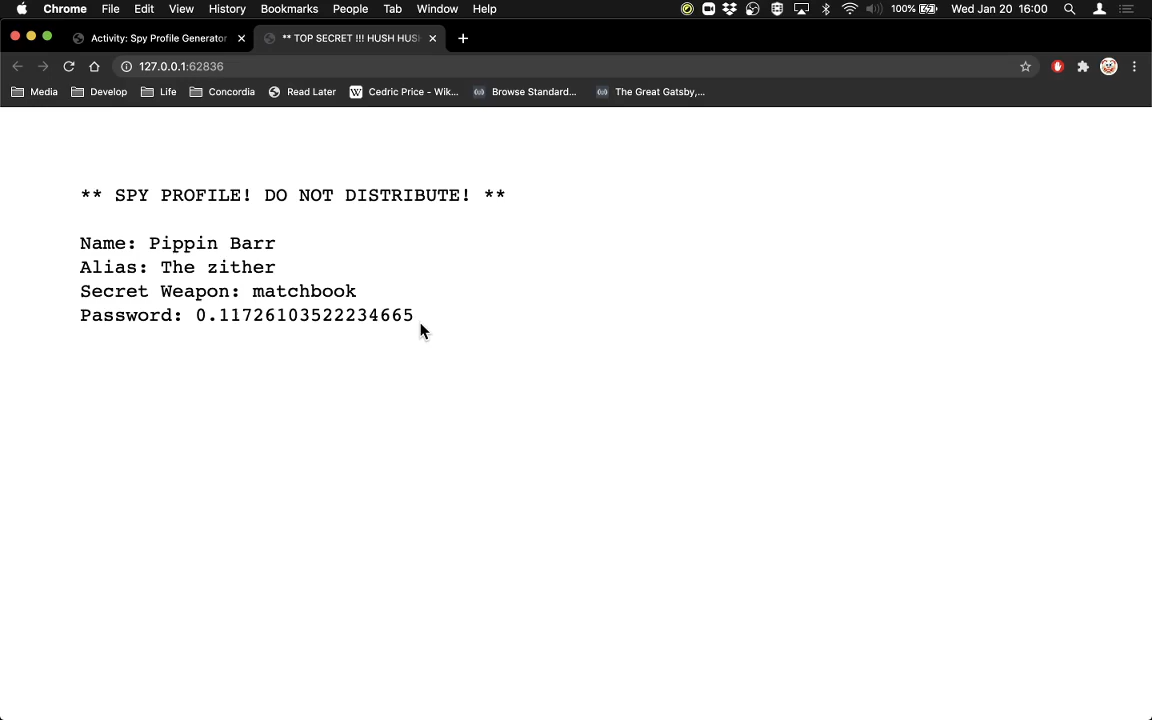 Chrome File Edit View History Bookmarks People Tab Window Help 100% Wed Jan 20 16:00
Activity: Spy Profile Generator ** TOP SECRET !!! HUSH HUS
127.0.0.1:62836
Media Develop Life Concordia Read Later Cedric Price - Wik... Browse Standard... The Great Gatsby,...
** SPY PROFILE! DO NOT DISTRIBUTE! **
Name: Pippin Barr
Alias: The zither
Secret Weapon: matchbook
Password: 0.11726103522234665